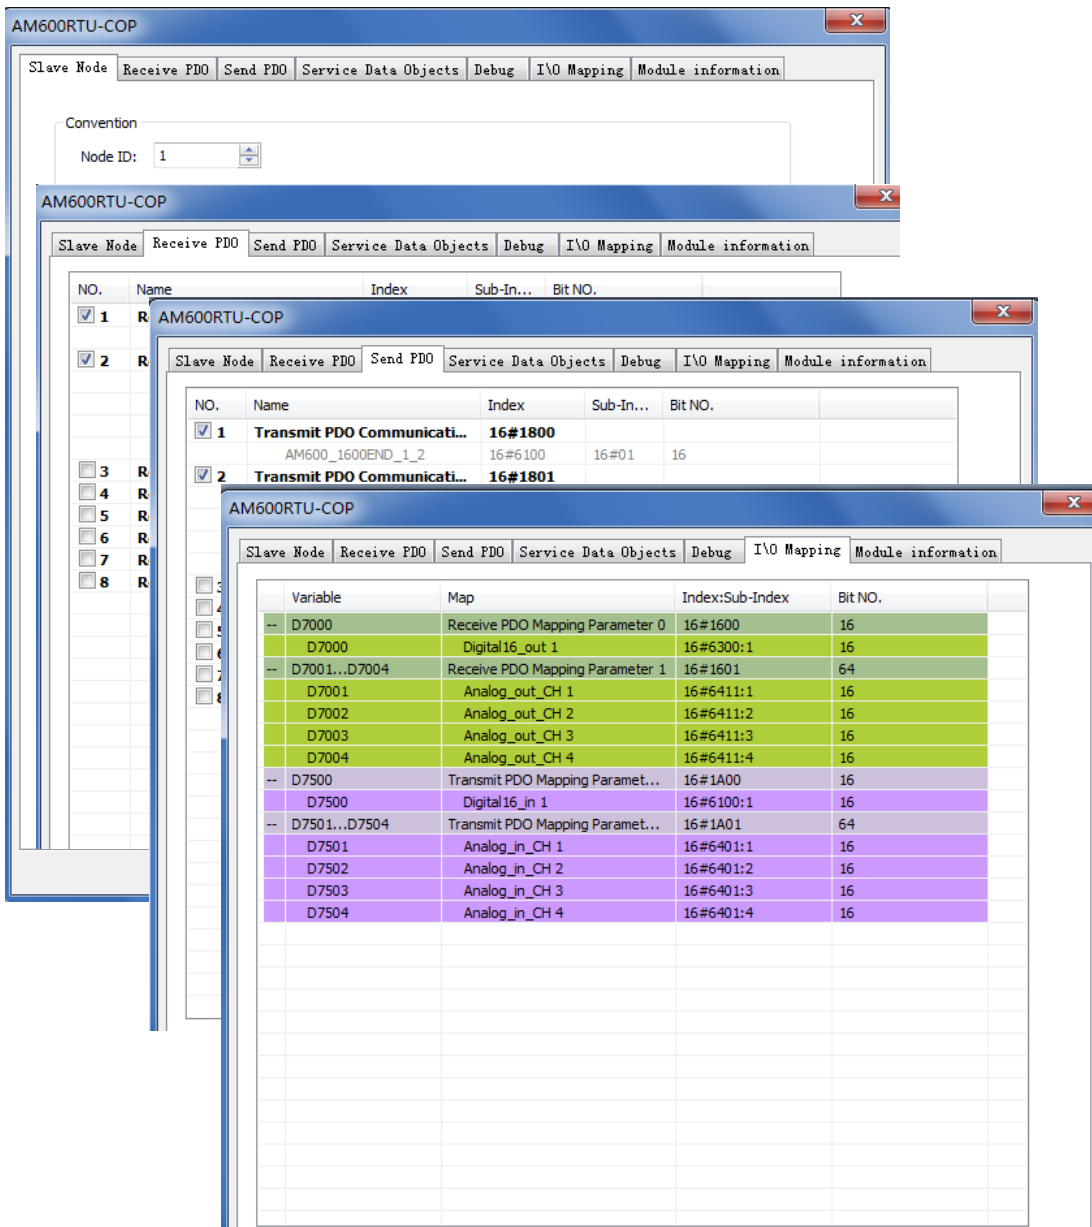 AM600RTU-COP
Slave Node Receive PDO Send PDO Service Data Objects Debug I\O Mapping Module information
Convention
Node ID: 1
AM600RTU-COP
Slave Node Receive PDO Send PDO Service Data Objects Debug I\O Mapping Module information
NO. Name Index Sub-In... Bit NO.
1 R
2 R
3 R
4 R
5 R
6 R
7 R
8 R
AM600RTU-COP
Slave Node Receive PDO Send PDO Service Data Objects Debug I\O Mapping Module information
NO. Name Index Sub-In... Bit NO.
1 Transmit PDO Communicati... 16#1800
AM600_1600END_1_2 16#6100 16#01 16
2 Transmit PDO Communicati... 16#1801
AM600RTU-COP
Slave Node Receive PDO Send PDO Service Data Objects Debug I\O Mapping Module information
Variable Map Index:Sub-Index Bit NO.
-- D7000 Receive PDO Mapping Parameter 0 16#1600 16
D7000 Digital16_out 1 16#6300:1 16
-- D7001...D7004 Receive PDO Mapping Parameter 1 16#1601 64
D7001 Analog_out_CH 1 16#6411:1 16
D7002 Analog_out_CH 2 16#6411:2 16
D7003 Analog_out_CH 3 16#6411:3 16
D7004 Analog_out_CH 4 16#6411:4 16
-- D7500 Transmit PDO Mapping Paramet... 16#1A00 16
D7500 Digital16_in 1 16#6100:1 16
-- D7501...D7504 Transmit PDO Mapping Paramet... 16#1A01 64
D7501 Analog_in_CH 1 16#6401:1 16
D7502 Analog_in_CH 2 16#6401:2 16
D7503 Analog_in_CH 3 16#6401:3 16
D7504 Analog_in_CH 4 16#6401:4 16